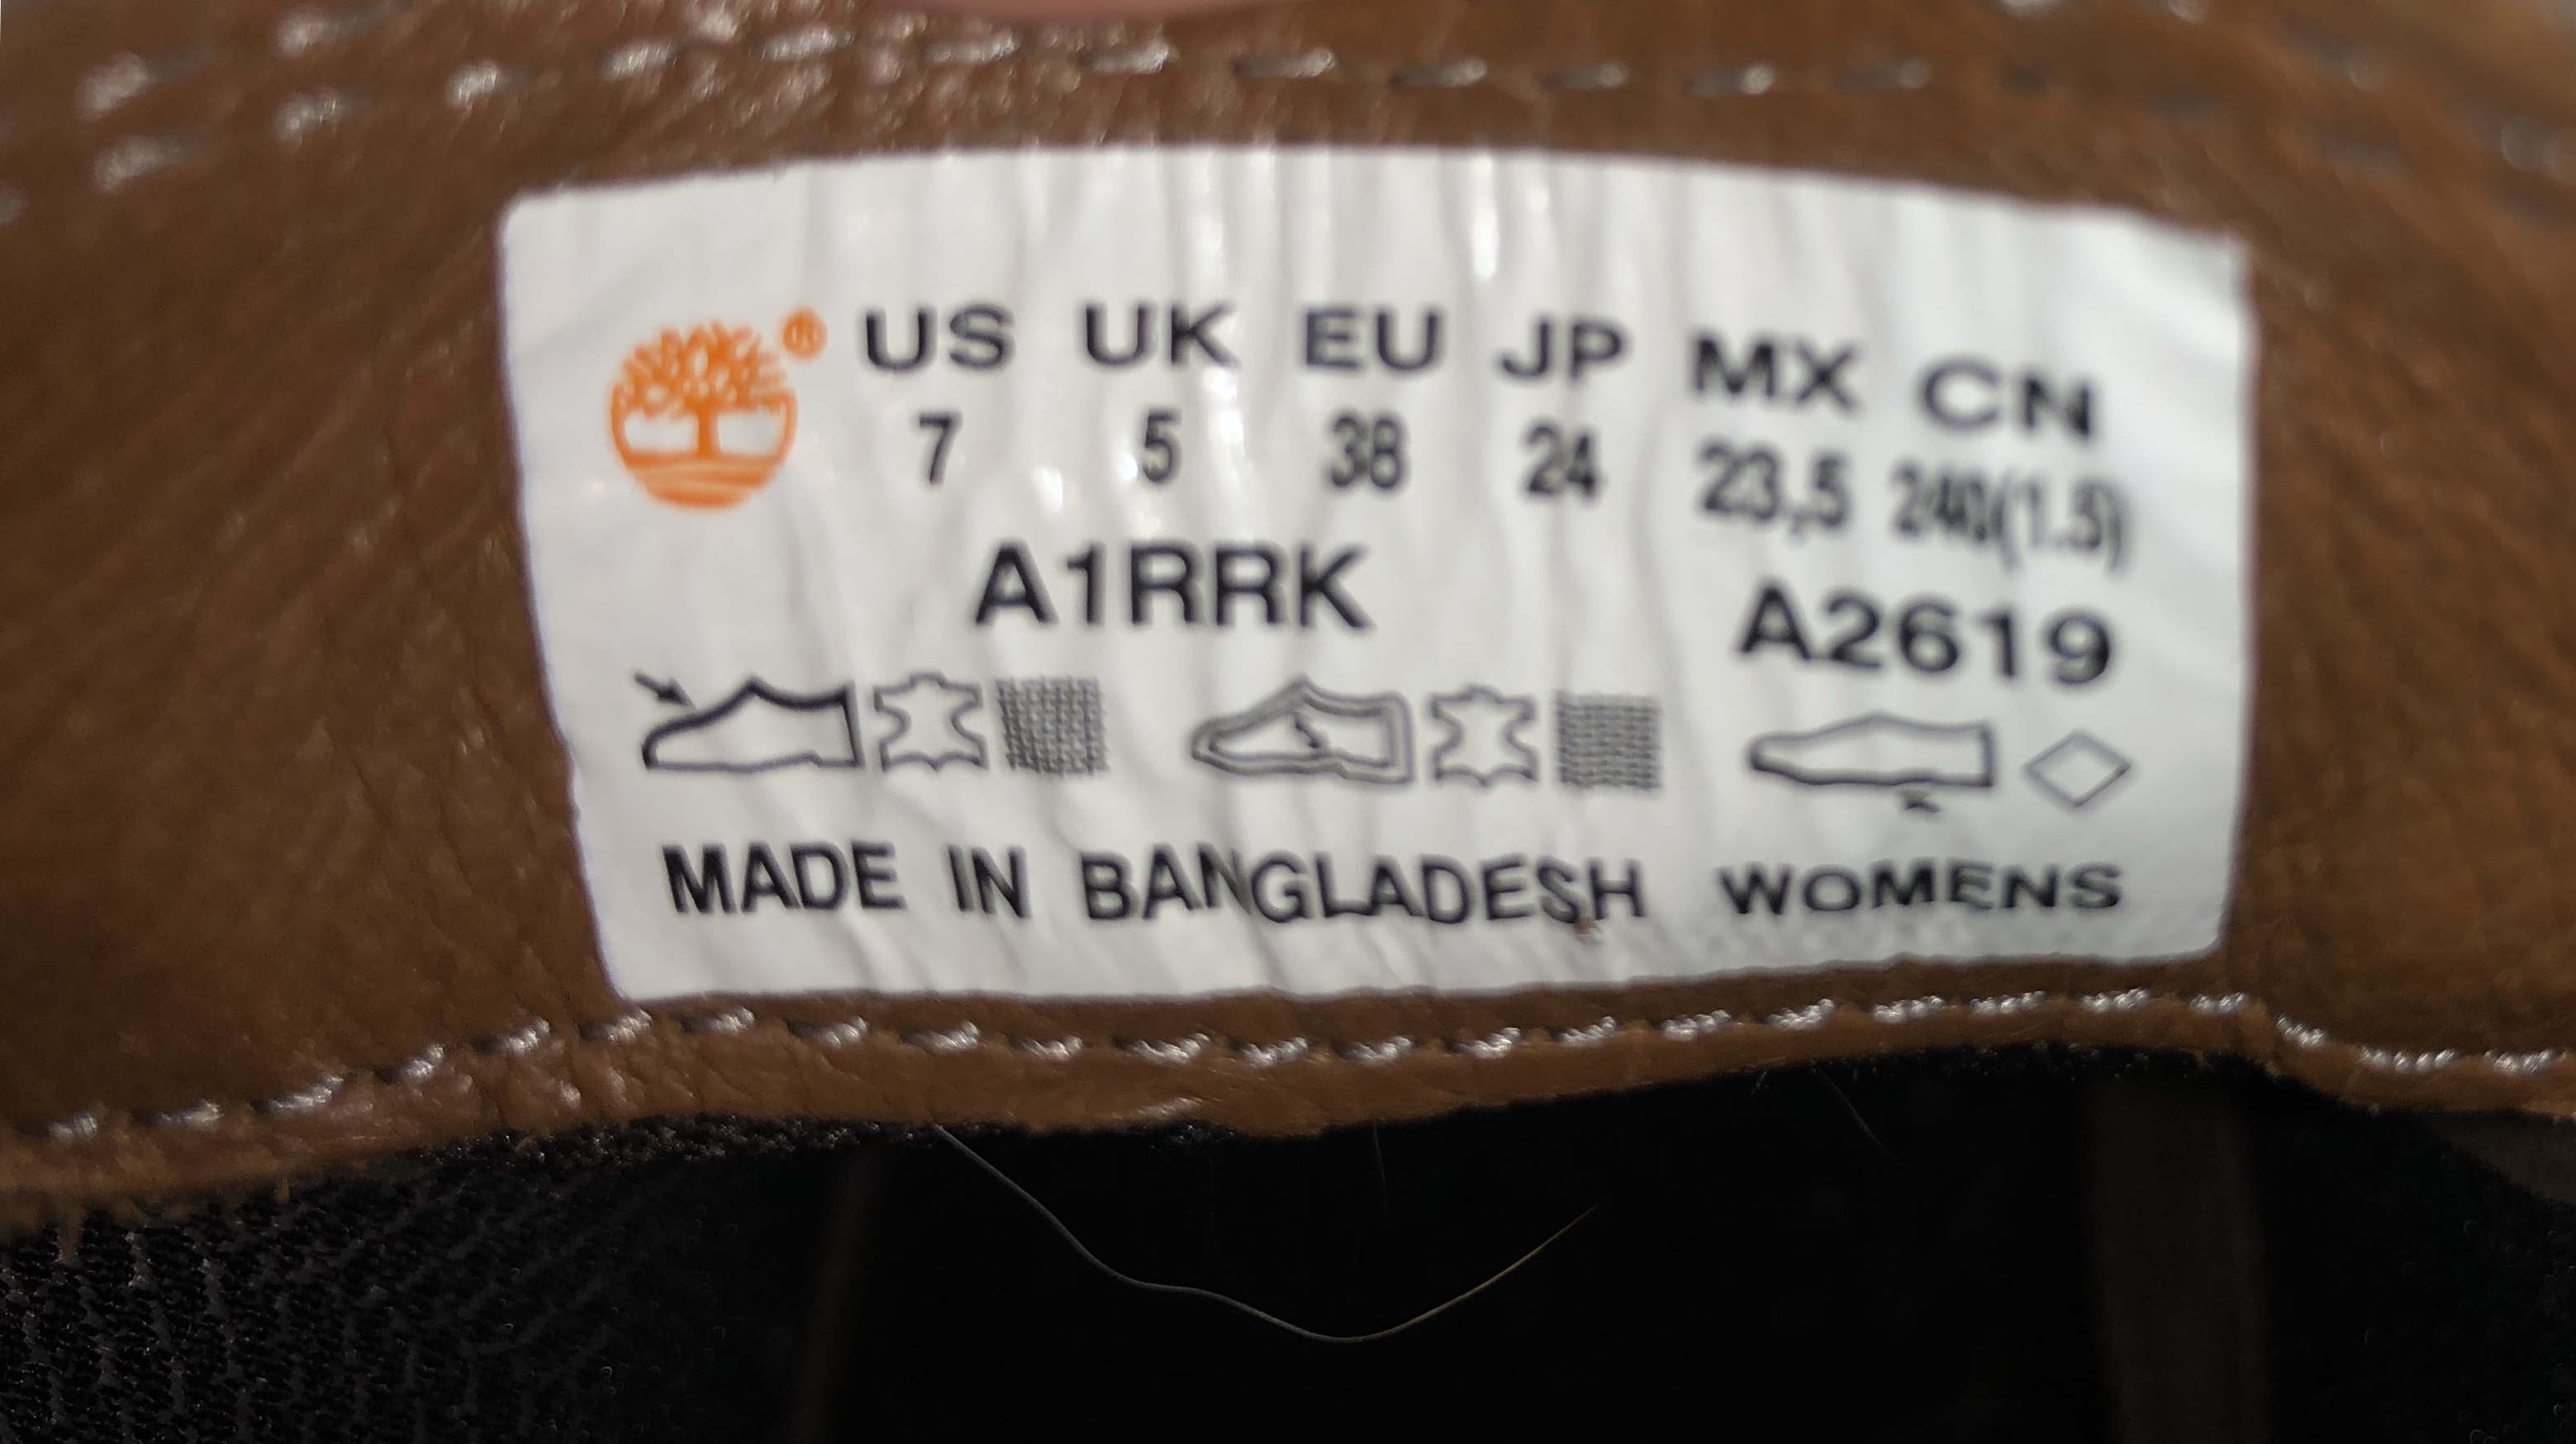 ® US UK EU JP MX CN
7 5 38 24 23,5 240(1.5)
A1RRK A2619
MADE IN BANGLADESH WOMENS